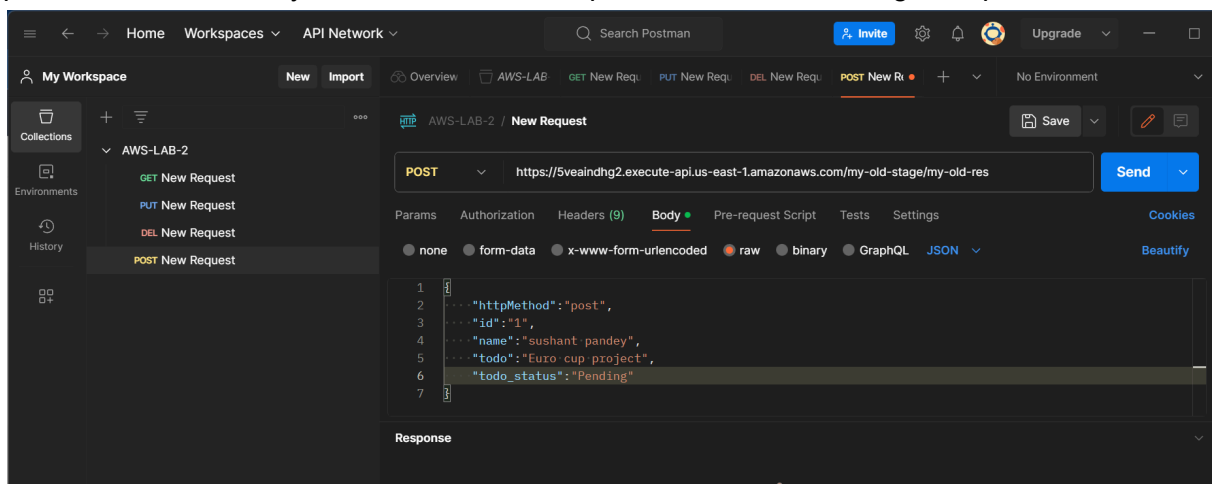 Home Workspaces API Network Search Postman Invite Upgrade
My Workspace New Import Overview AWS-LAB GET New Requ PUT New Requ DEL New Requ POST New Re No Environment
Collections
Environments
History
AWS-LAB-2
GET New Request
PUT New Request
DEL New Request
POST New Request
HTTP AWS-LAB-2 / New Request Save
POST https://5veaindhg2.execute-api.us-east-1.amazonaws.com/my-old-stage/my-old-res Send
Params Authorization Headers (9) Body Pre-request Script Tests Settings Cookies
none form-data x-www-form-urlencoded raw binary GraphQL JSON Beautify
1 {
2 "httpMethod":"post",
3 "id":"1",
4 "name":"sushant pandey",
5 "todo":"Euro cup project",
6 "todo_status":"Pending"
7 }
Response